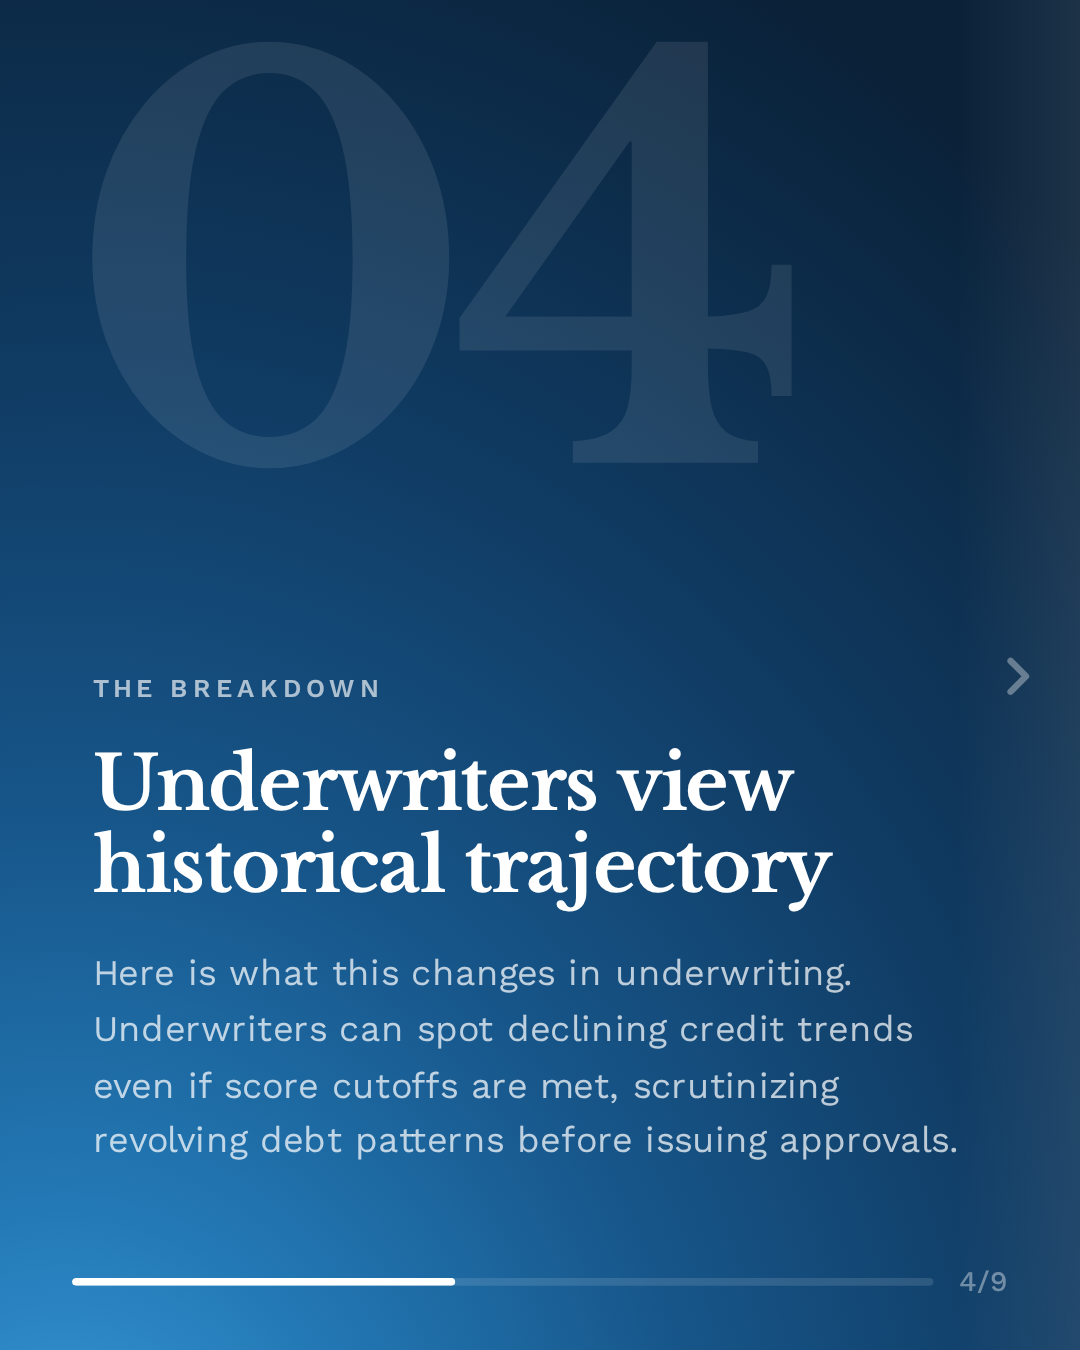 04
THE BREAKDOWN
Underwriters view
historical trajectory
Here is what this changes in underwriting.
Underwriters can spot declining credit trends
even if score cutoffs are met, scrutinizing
revolving debt patterns before issuing approvals.
4/9